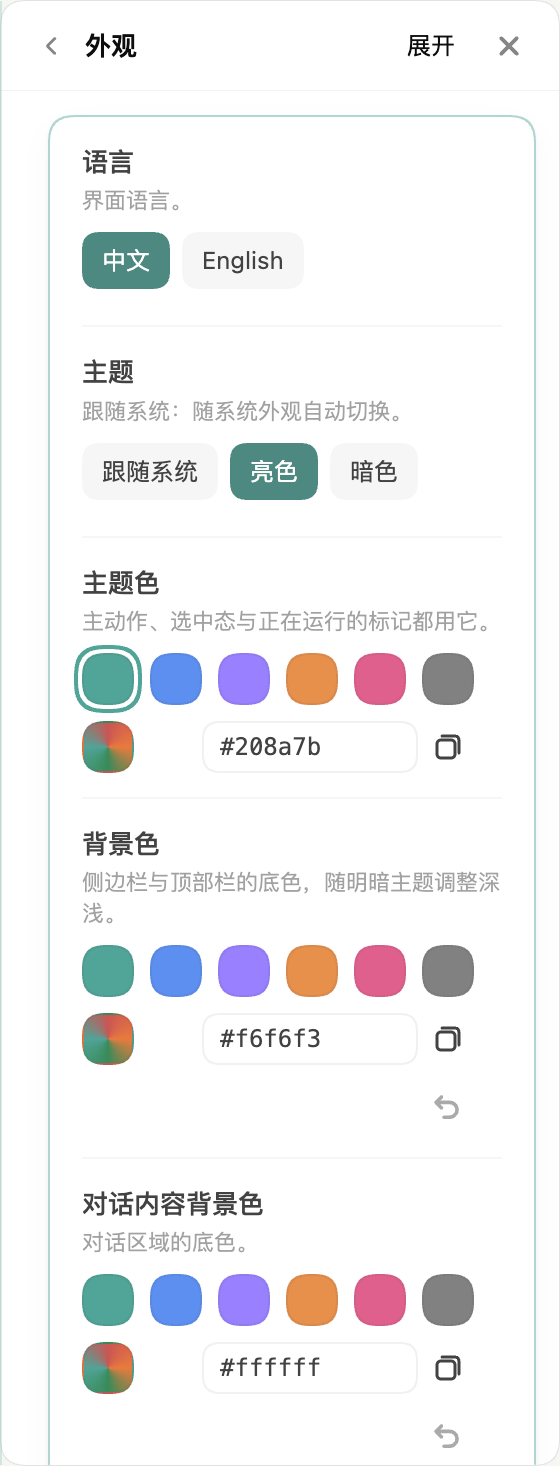 外观 展开
语言
界面语言。
中文 English
主题
跟随系统：随系统外观自动切换。
跟随系统 亮色 暗色
主题色
主动作、选中态与正在运行的标记都用它。
#208a7b
背景色
侧边栏与顶部栏的底色，随明暗主题调整深
浅。
#f6f6f3
对话内容背景色
对话区域的底色。
#ffffff